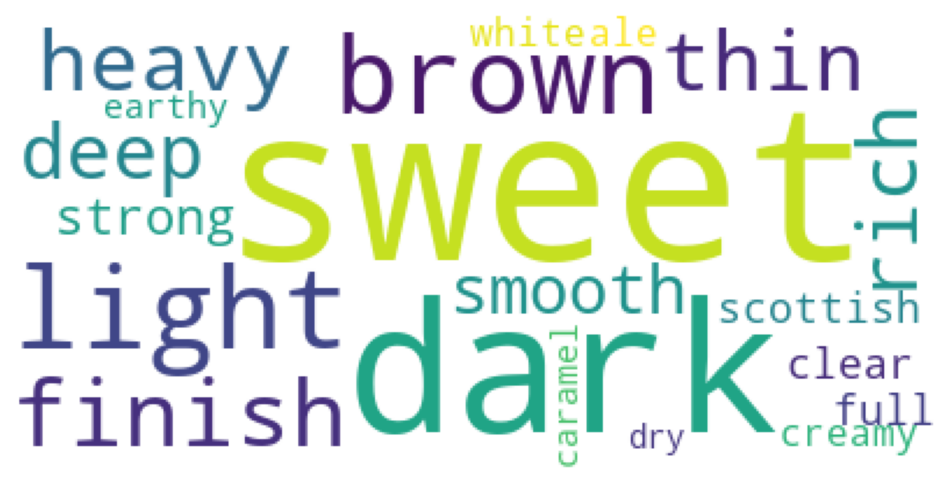 whiteale
heavy
brown
thin
earthy
sweet
rich
deep
strong
light
smooth
scottish
dark
caramel
clear
finish
full
dry
creamy